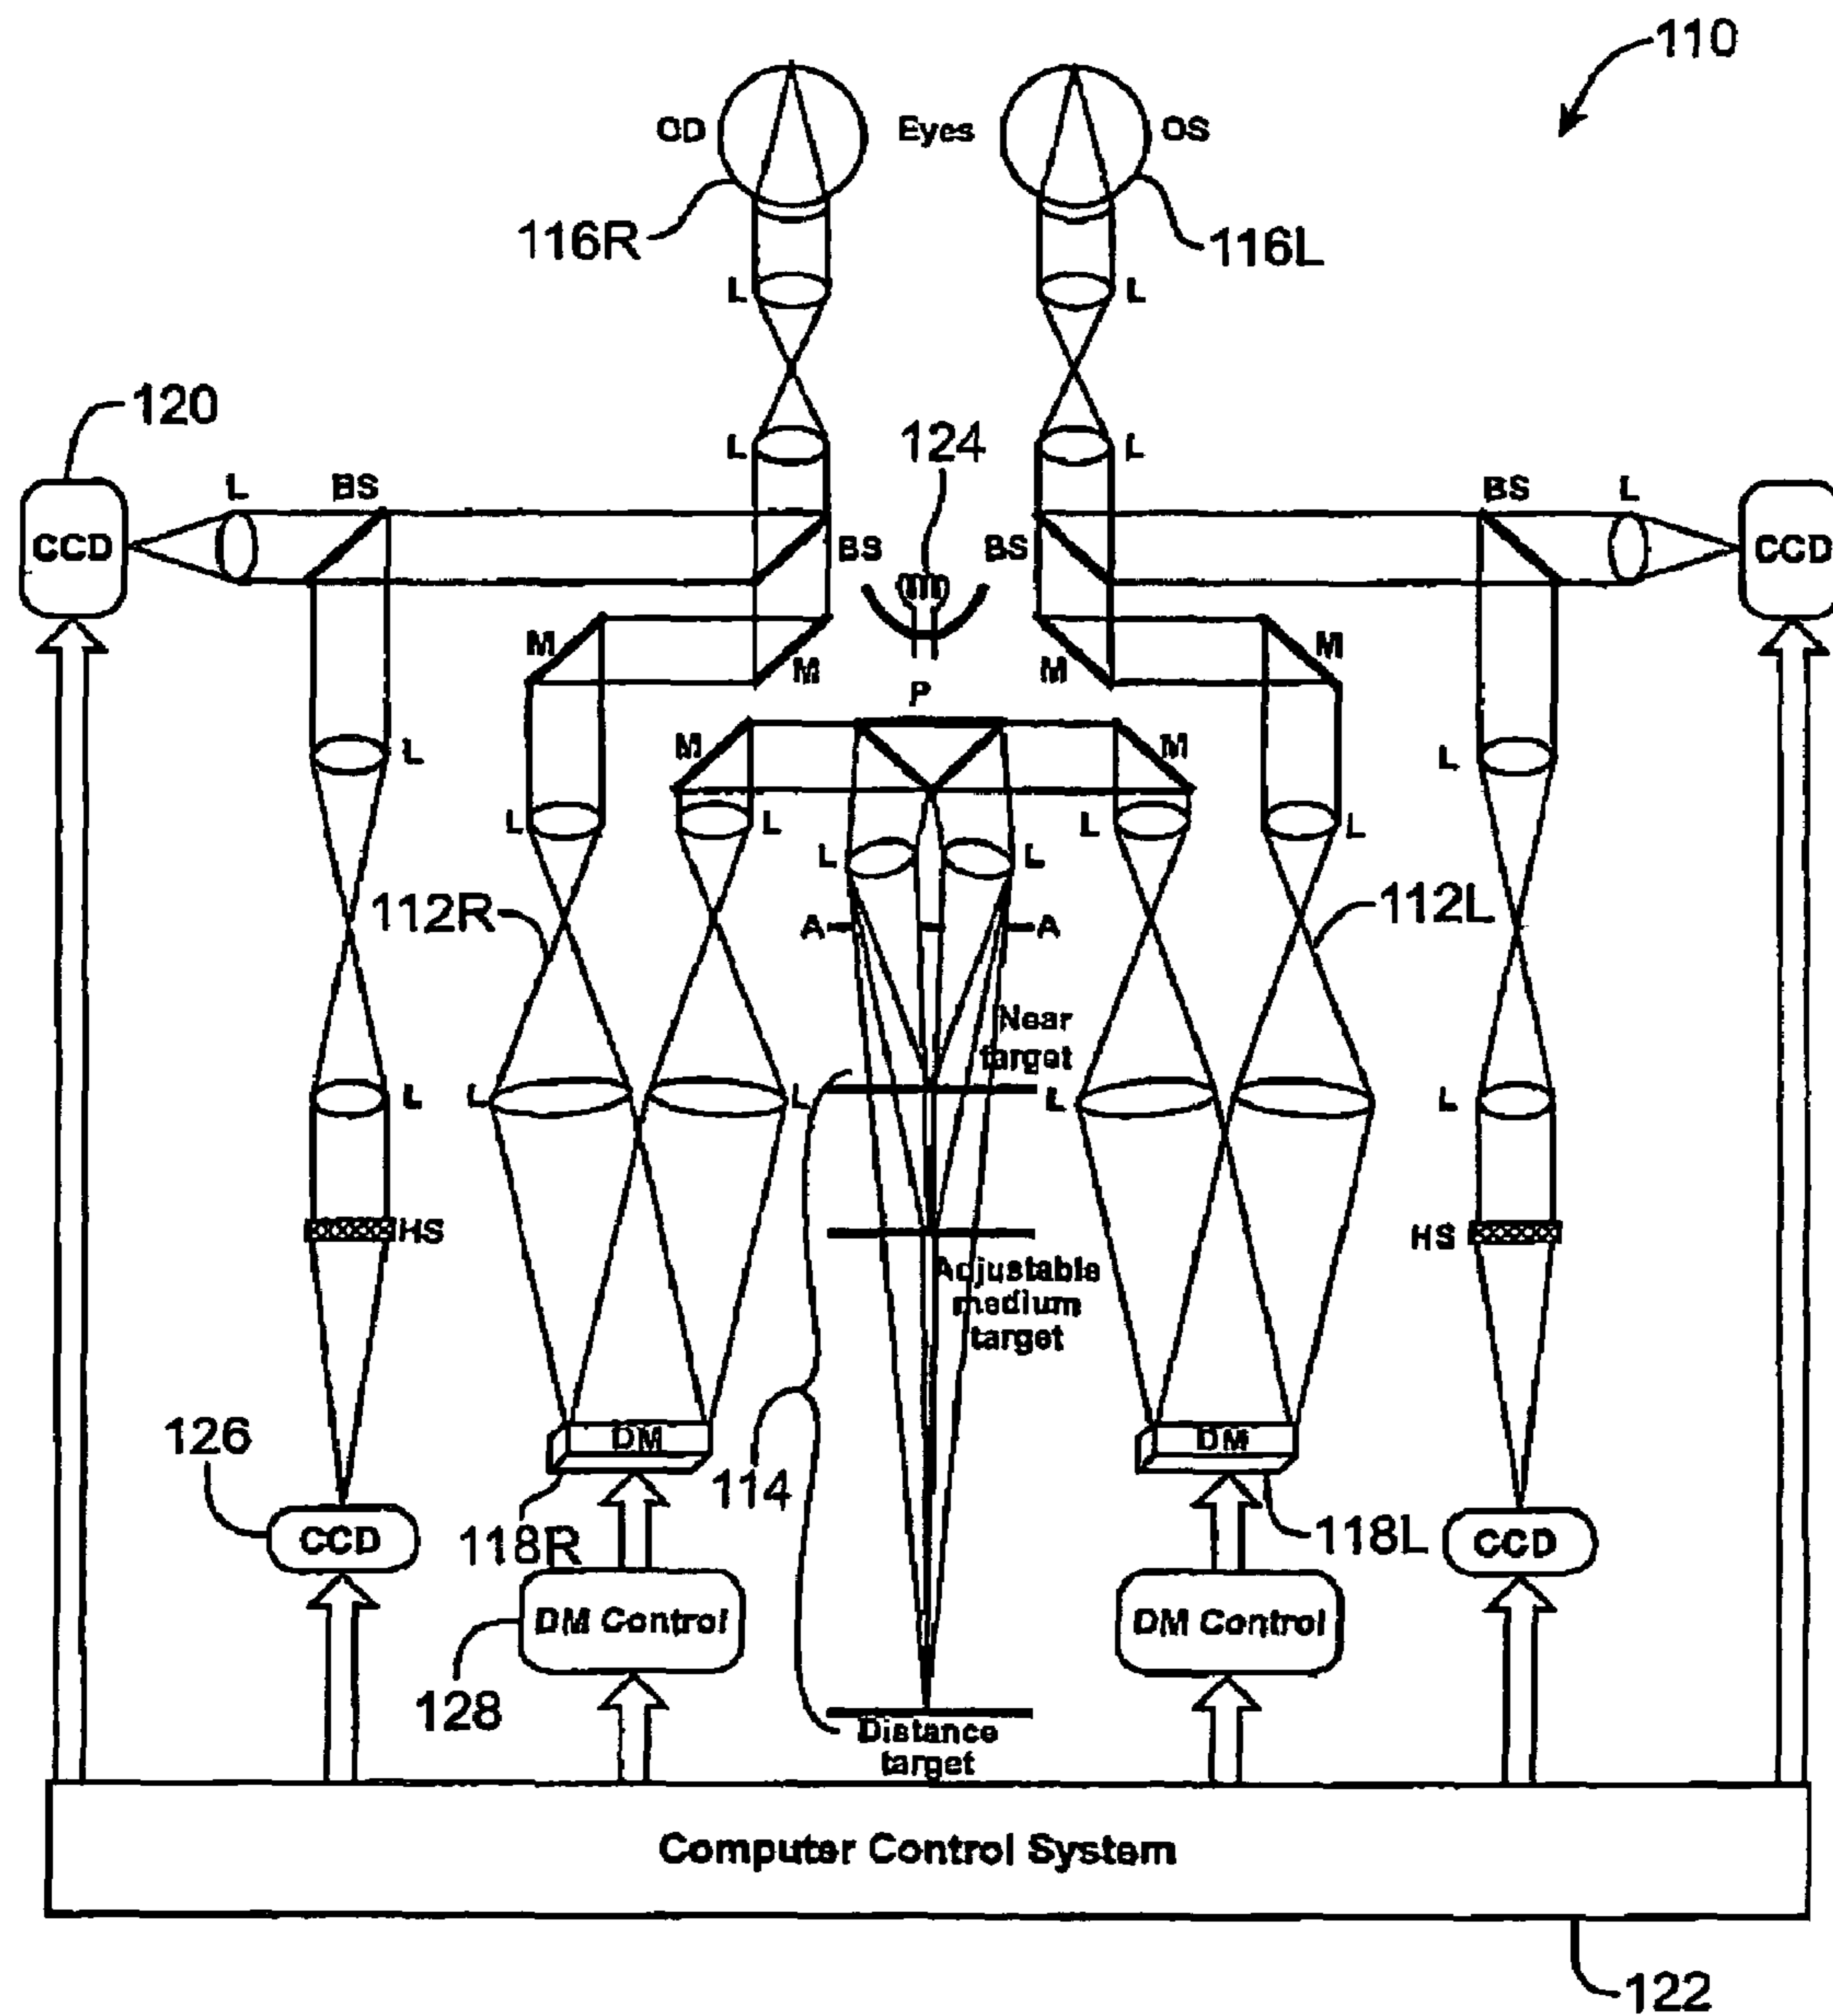 110
OD Eyes OS
116R
116L
L
L
120
L
L
124
L
BS
BS
L
CCD
BS
BS
CCD
M
M
M
M
P
M
M
L
L
L
L
L
L
L
L
112R
A
A
112L
Near
target
L
L
L
L
L
HS
HS
Adjustable
medium
target
126
DM
114
DM
118R
118L
CCD
CCD
DM Control
DM Control
128
Distance
target
Computer Control System
122